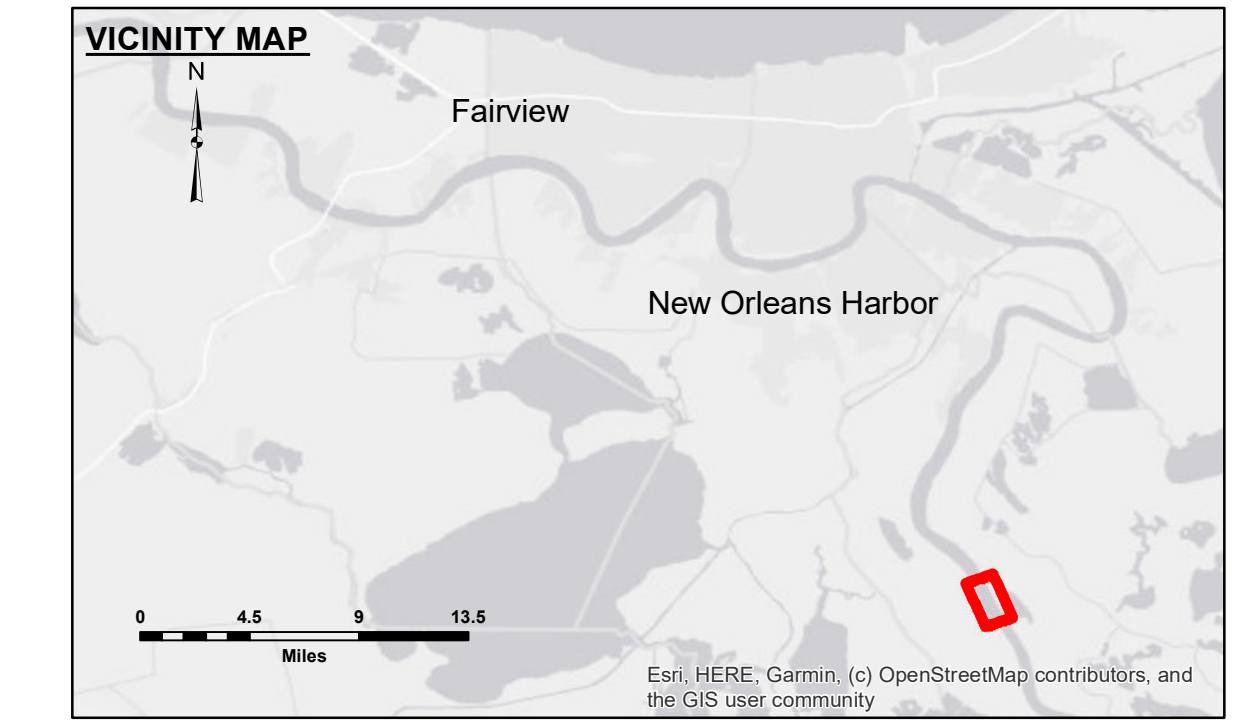 VICINITY MAP
N
Fairview
New Orleans Harbor
0 4.5 9 13.5
Miles
Esri, HERE, Garmin, (c) OpenStreetMap contributors, and
the GIS user community